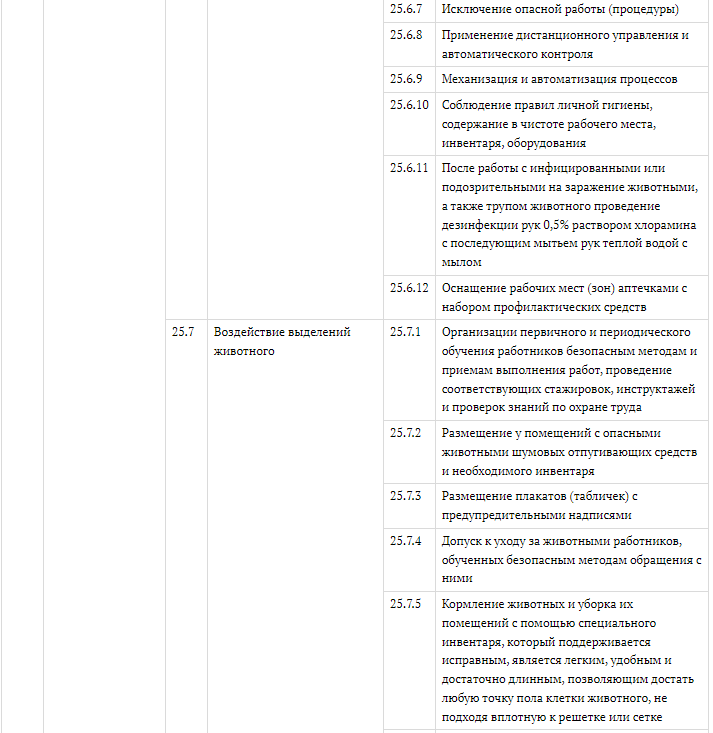 25.6.7 Исключение опасной работы (процедуры)
25.6.8 Применение дистанционного управления и
автоматического контроля
25.6.9 Механизация и автоматизация процессов
25.6.10 Соблюдение правил личной гигиены,
содержание в чистоте рабочего места,
инвентаря, оборудования
25.6.11 После работы с инфицированными или
подозрительными на заражение животными,
а также трупом животного проведение
дезинфекции рук 0,5% раствором хлорамина
с последующим мытьем рук теплой водой с
мылом
25.6.12 Оснащение рабочих мест (зон) аптечками с
набором профилактических средств
25.7 Воздействие выделений 25.7.1 Организации первичного и периодического
животного обучения работников безопасным методам и
приемам выполнения работ, проведение
соответствующих стажировок, инструктажей
и проверок знаний по охране труда
25.7.2 Размещение у помещений с опасными
животными шумовых отпугивающих средств
и необходимого инвентаря
25.7.3 Размещение плакатов (табличек) с
предупредительными надписями
25.7.4 Допуск к уходу за животными работников,
обученных безопасным методам обращения с
ними
25.7.5 Кормление животных и уборка их
помещений с помощью специального
инвентаря, который поддерживается
исправным, является легким, удобным и
достаточно длинным, позволяющим достать
любую точку пола клетки животного, не
подходя вплотную к решетке или сетке